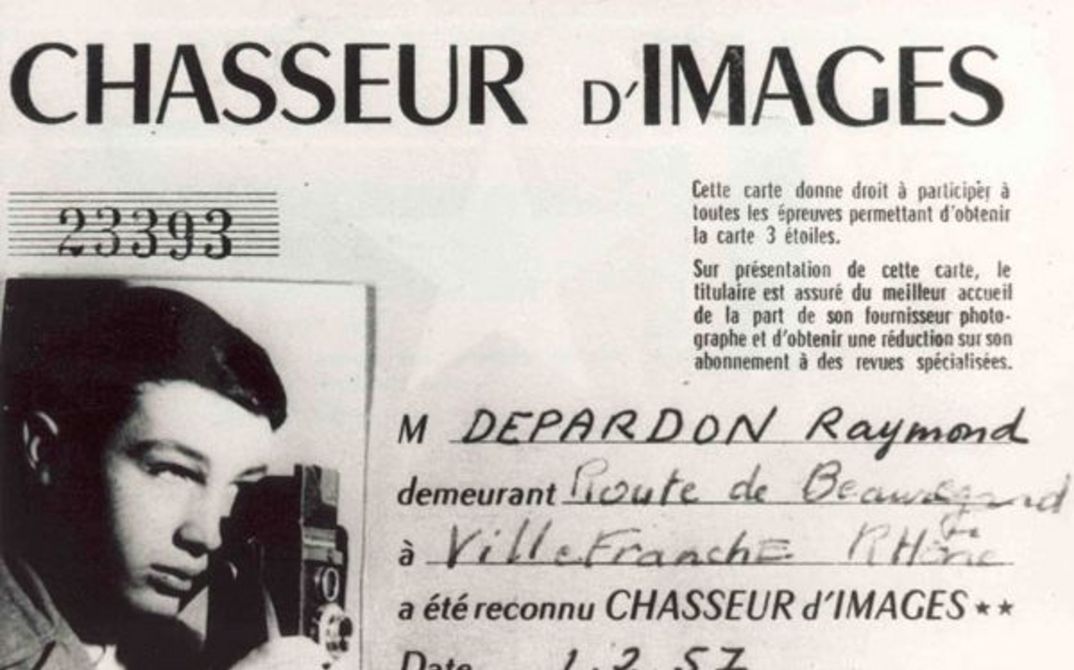 CHASSEUR D'IMAGES
23393
Cette carte donne droit à participèr à
toutes les épreuves permettant d'obtenir
la carte 3 étoiles.
Sur présentation de cette carte, le
titulaire est assuré du meilleur accueil
de la part de son fournisseur photo-
graphe et d'obtenir une réduction sur son
abonnement à des revues spécialisées.
M DEPARDON Raymond
demeurant Route de Beauregard
à VilleFranchE RHône
a été reconnu CHASSEUR d'IMAGES ★★
Date 1.2.57